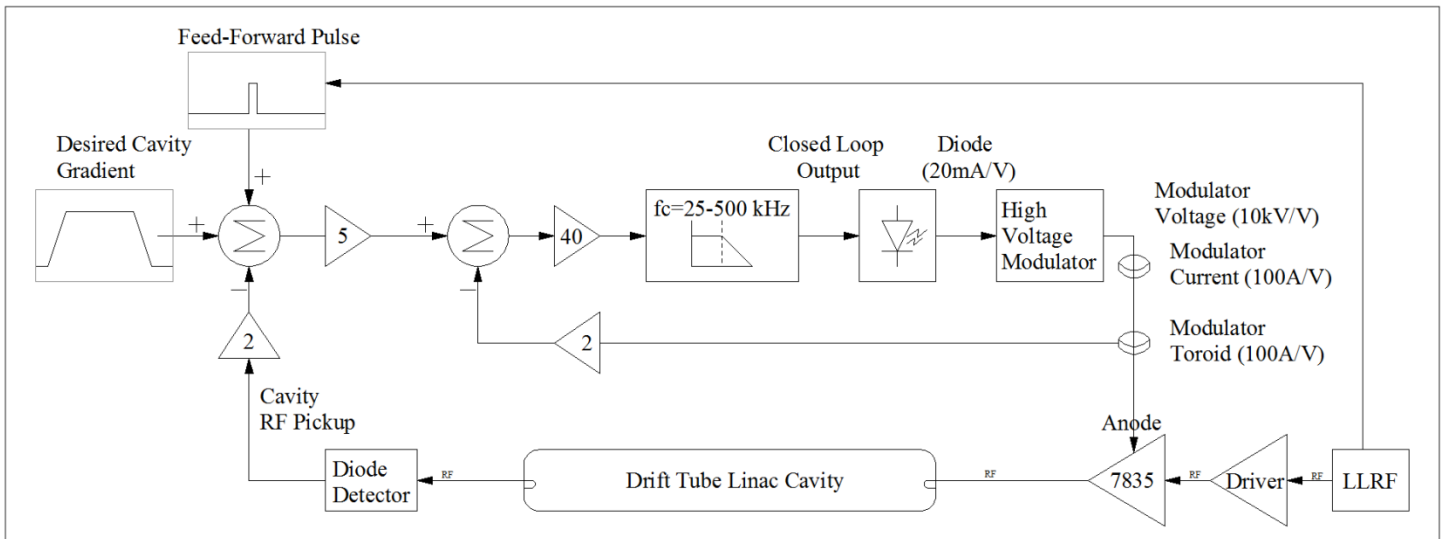 Feed-Forward Pulse
Desired Cavity
Gradient
+
+
−
Σ
5
+
−
Σ
40
fc=25-500 kHz
Closed Loop
Output
Diode
(20mA/V)
High
Voltage
Modulator
Modulator
Voltage (10kV/V)
Modulator
Current (100A/V)
Modulator
Toroid (100A/V)
2
2
Cavity
RF Pickup
Diode
Detector
RF
Drift Tube Linac Cavity
RF
Anode
7835
RF
Driver
RF
LLRF